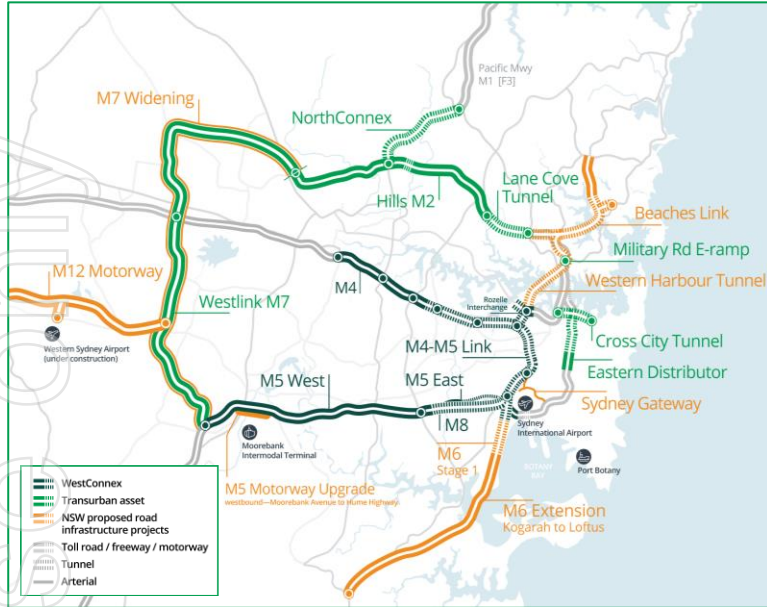 Pacific Mwy
M1 [F3]
M7 Widening
NorthConnex
Lane Cove
Tunnel
Hills M2
Beaches Link
Military Rd E-ramp
M12 Motorway
Western Harbour Tunnel
M4
Westlink M7
Rozelle
Interchange
Western Sydney Airport
(under construction)
M4-M5 Link
Cross City Tunnel
M5 West
M5 East
Eastern Distributor
M8
Sydney Gateway
Sydney
International Airport
Moorebank
Intermodal Terminal
M6
Stage 1
Port Botany
BOTANY
BAY
M5 Motorway Upgrade
westbound—Moorebank Avenue to Hume Highway
M6 Extension
Kogarah to Loftus
WestConnex
Transurban asset
NSW proposed road
infrastructure projects
Toll road / freeway / motorway
Tunnel
Arterial